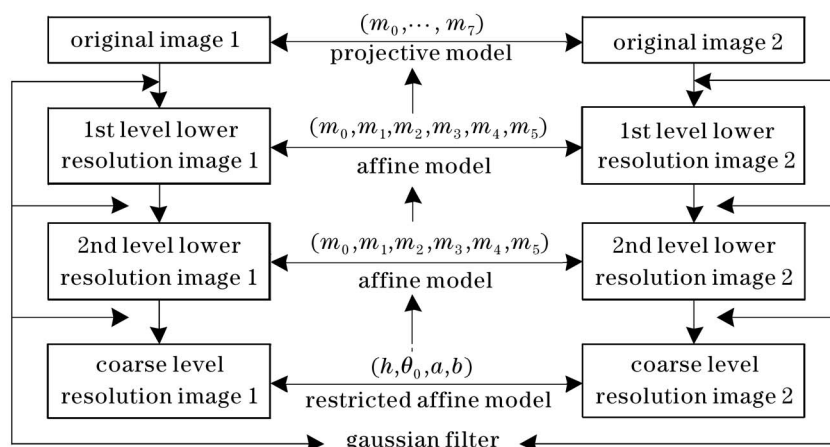 original image 1
(m₀,···, m₇)
projective model
original image 2
1st level lower
resolution image 1
(m₀,m₁,m₂,m₃,m₄,m₅)
affine model
1st level lower
resolution image 2
2nd level lower
resolution image 1
(m₀,m₁,m₂,m₃,m₄,m₅)
affine model
2nd level lower
resolution image 2
coarse level
resolution image 1
(h,θ₀,a,b)
restricted affine model
coarse level
resolution image 2
gaussian filter